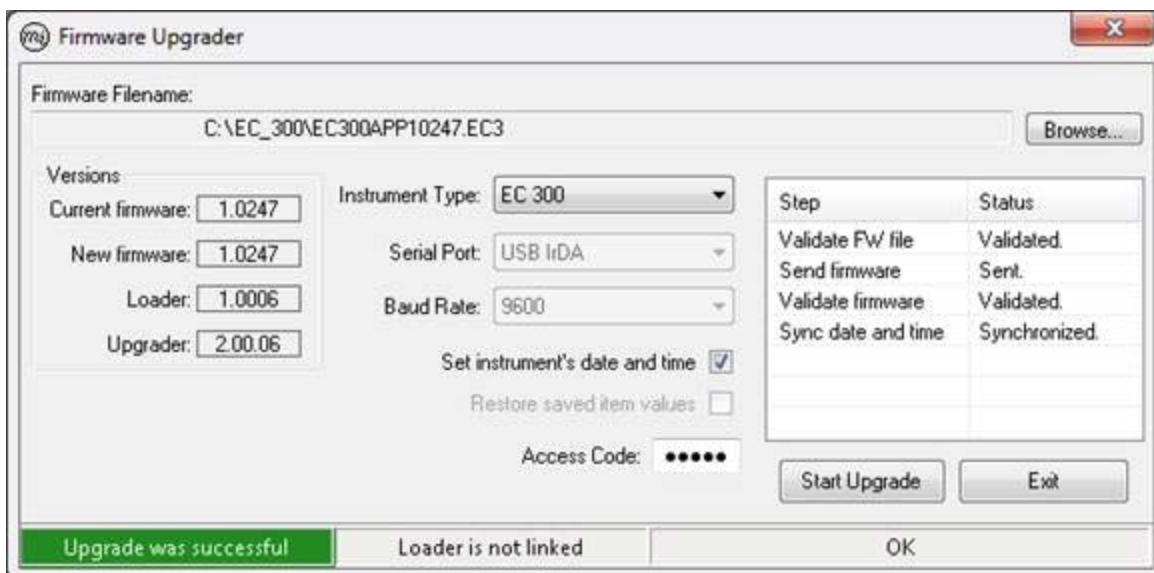 Firmware Upgrader
Firmware Filename:
C:\EC_300\EC300APP10247.EC3
Browse...
Versions
Current firmware: 1.0247
New firmware: 1.0247
Loader: 1.0006
Upgrader: 2.00.06
Instrument Type: EC 300
Serial Port: USB IrDA
Baud Rate: 9600
Set instrument's date and time
Restore saved item values
Access Code: •••••
Step Status
Validate FW file Validated.
Send firmware Sent.
Validate firmware Validated.
Sync date and time Synchronized.
Start Upgrade Exit
Upgrade was successful Loader is not linked OK